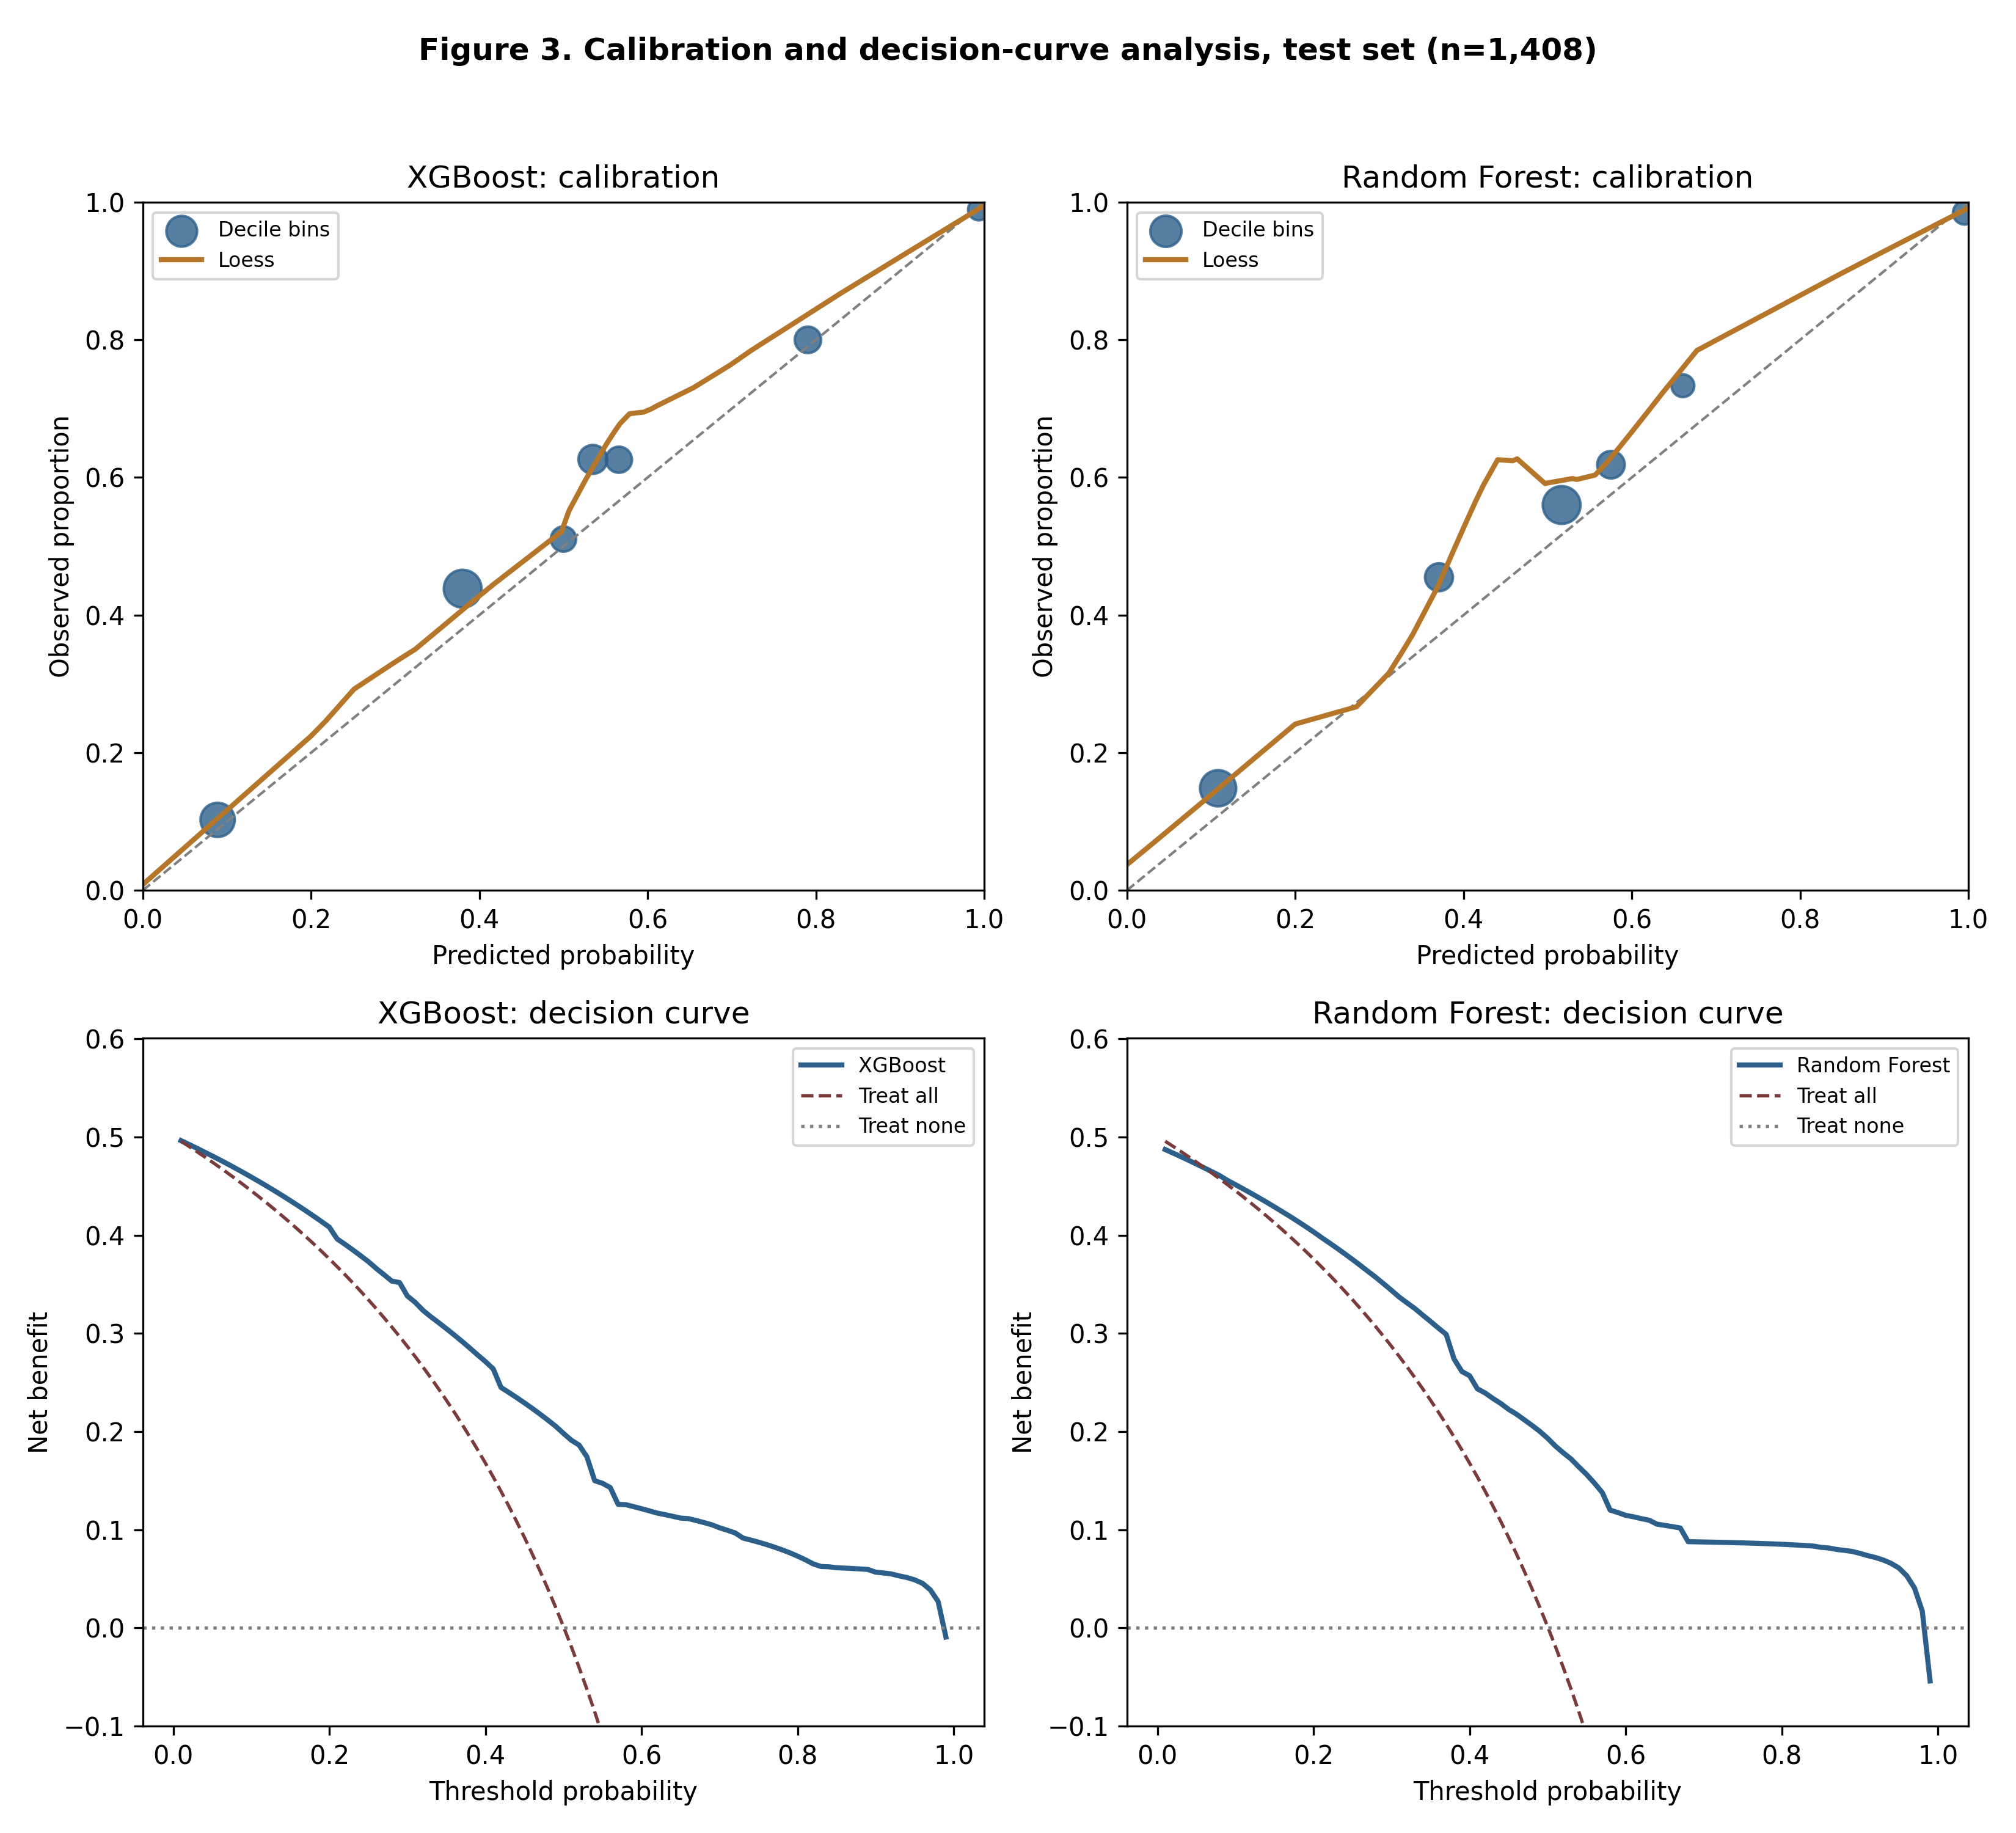 Figure 3. Calibration and decision-curve analysis, test set (n=1,408)
XGBoost: calibration
1.0
0.8
0.6
0.4
0.2
0.0
Observed proportion
Decile bins
Loess
0.0 0.2 0.4 0.6 0.8 1.0
Predicted probability
Random Forest: calibration
1.0
0.8
0.6
0.4
0.2
0.0
Observed proportion
Decile bins
Loess
0.0 0.2 0.4 0.6 0.8 1.0
Predicted probability
XGBoost: decision curve
0.6
0.5
0.4
0.3
0.2
0.1
0.0
−0.1
Net benefit
XGBoost
Treat all
Treat none
0.0 0.2 0.4 0.6 0.8 1.0
Threshold probability
Random Forest: decision curve
0.6
0.5
0.4
0.3
0.2
0.1
0.0
−0.1
Net benefit
Random Forest
Treat all
Treat none
0.0 0.2 0.4 0.6 0.8 1.0
Threshold probability